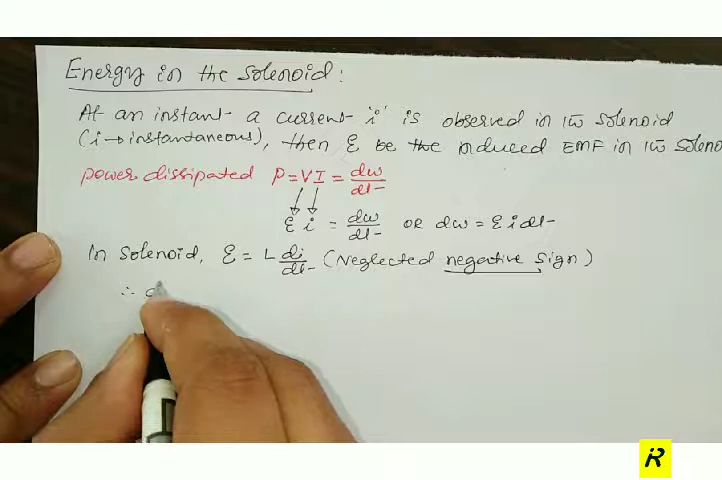 Energy in the solenoid:
At an instant a current 'i' is observed in the solenoid
(i→instantaneous), then ε be the induced EMF in the soleno
power dissipated P = VI = dw/dt
ε i = dw/dt OR dw = ε i dt
In solenoid, ε = L di/dt (Neglected negative sign)
∴ d
iR